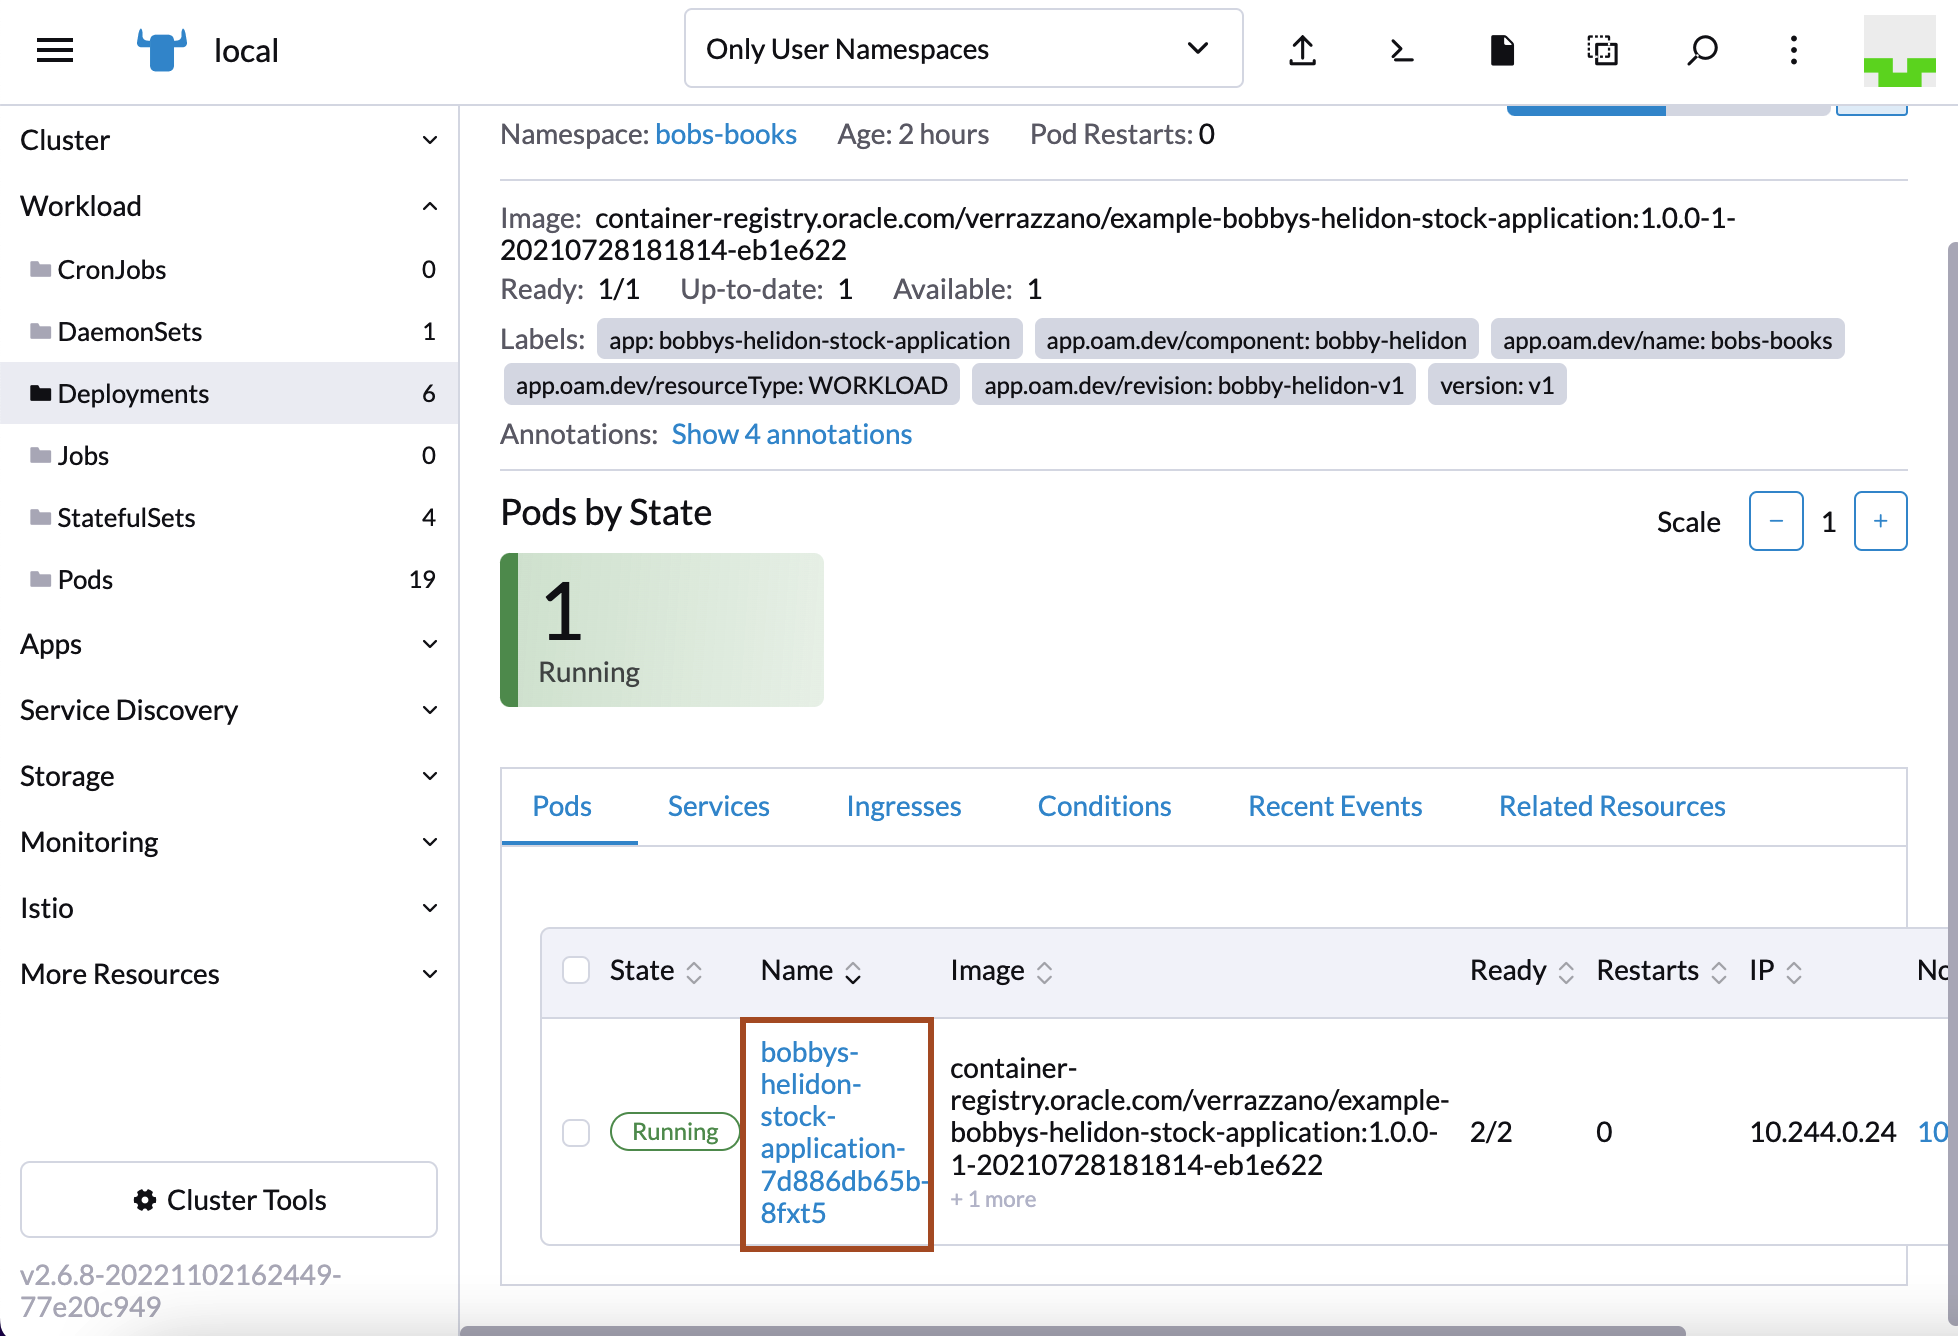 local
Only User Namespaces
Cluster
Workload
CronJobs 0
DaemonSets 1
Deployments 6
Jobs 0
StatefulSets 4
Pods 19
Apps
Service Discovery
Storage
Monitoring
Istio
More Resources
Cluster Tools
v2.6.8-20221102162449-
77e20c949
Namespace: bobs-books Age: 2 hours Pod Restarts: 0
Image: container-registry.oracle.com/verrazzano/example-bobbys-helidon-stock-application:1.0.0-1-
20210728181814-eb1e622
Ready: 1/1 Up-to-date: 1 Available: 1
Labels: app: bobbys-helidon-stock-application app.oam.dev/component: bobby-helidon app.oam.dev/name: bobs-books
app.oam.dev/resourceType: WORKLOAD app.oam.dev/revision: bobby-helidon-v1 version: v1
Annotations: Show 4 annotations
Pods by State
Scale − 1 +
1
Running
Pods Services Ingresses Conditions Recent Events Related Resources
State Name Image Ready Restarts IP No
Running
bobbys-
helidon-
stock-
application-
7d886db65b-
8fxt5
container-
registry.oracle.com/verrazzano/example-
bobbys-helidon-stock-application:1.0.0-
1-20210728181814-eb1e622
+ 1 more
2/2 0 10.244.0.24 10